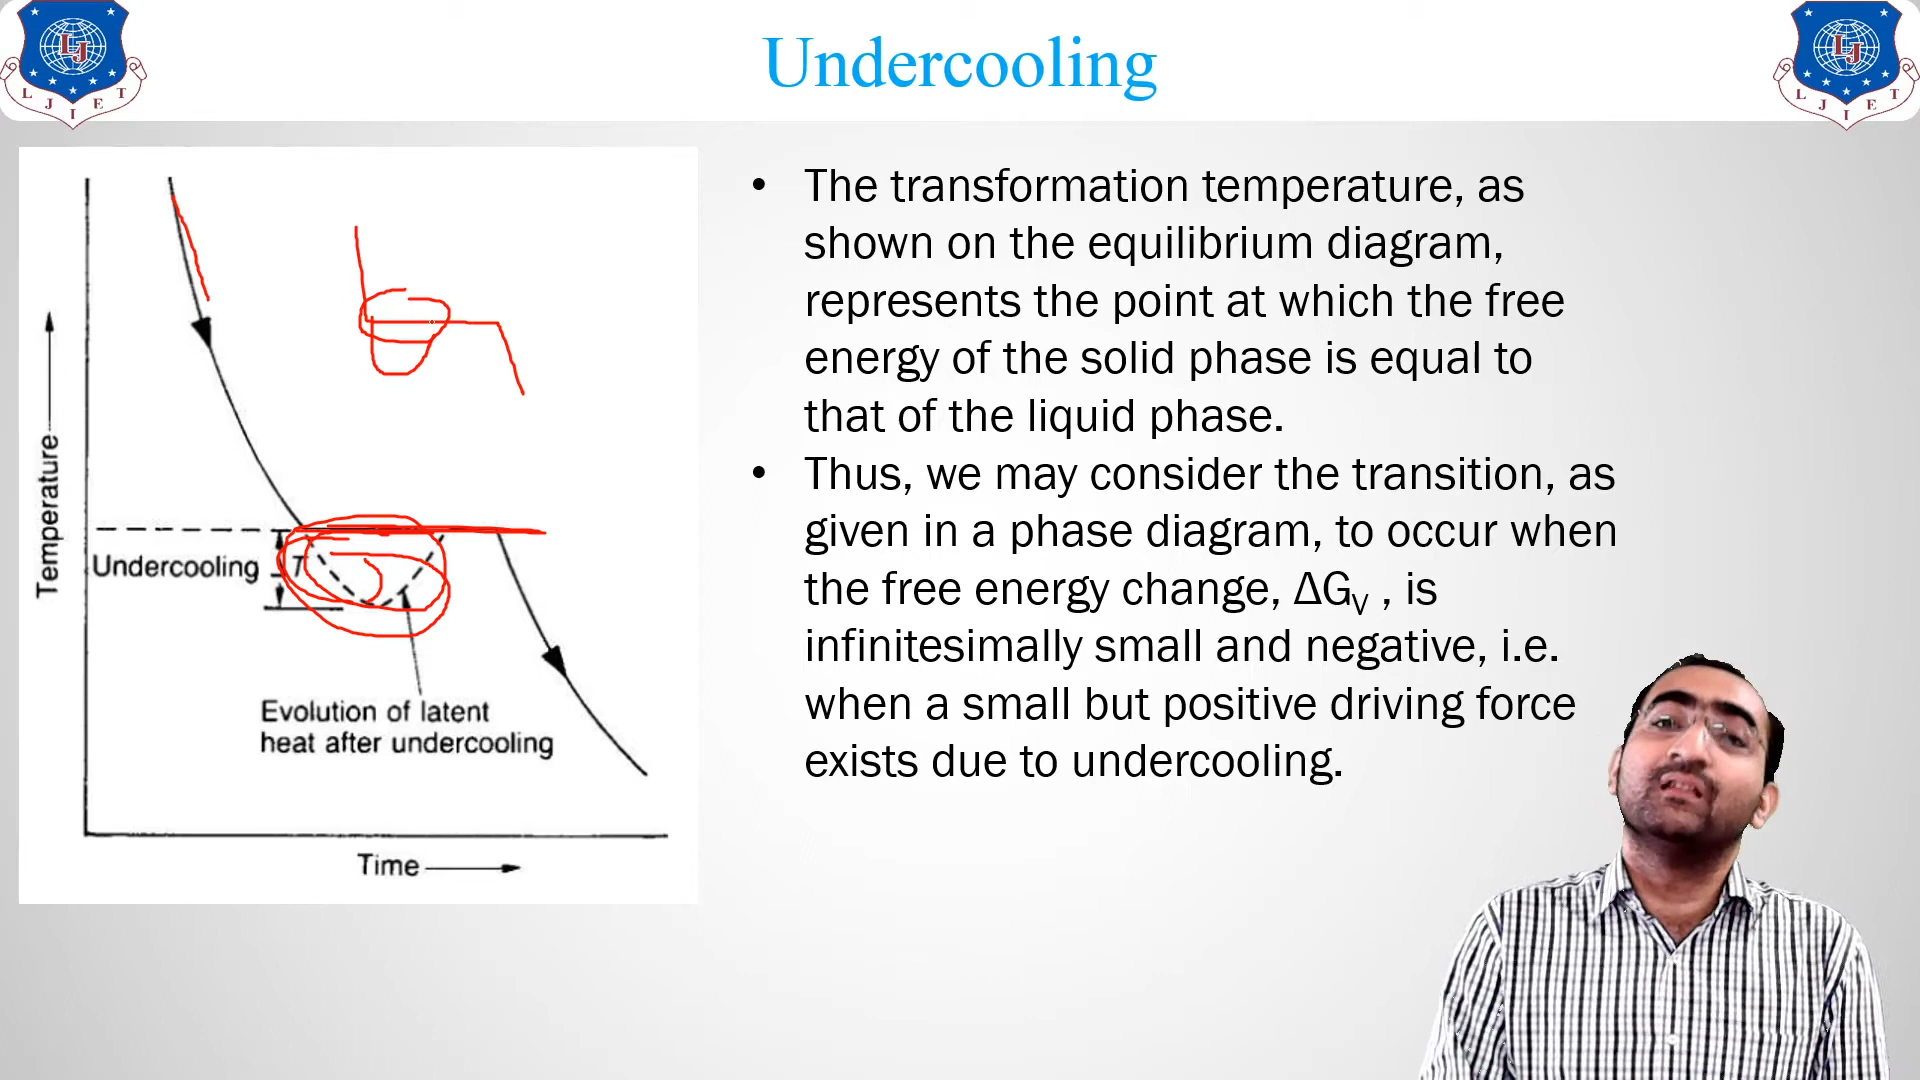 Undercooling
L J I E T
L J I E T
LJ
LJ
The transformation temperature, as
shown on the equilibrium diagram,
represents the point at which the free
energy of the solid phase is equal to
that of the liquid phase.
Thus, we may consider the transition, as
given in a phase diagram, to occur when
the free energy change, ΔGV , is
infinitesimally small and negative, i.e.
when a small but positive driving force
exists due to undercooling.
Temperature
Undercooling
T
Evolution of latent
heat after undercooling
Time